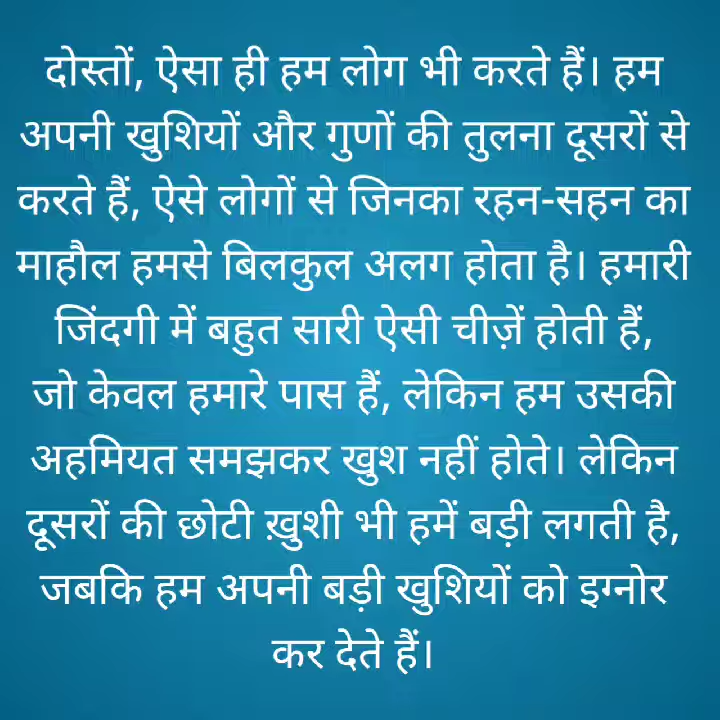 दोस्तों, ऐसा ही हम लोग भी करते हैं। हम
अपनी खुशियों और गुणों की तुलना दूसरों से
करते हैं, ऐसे लोगों से जिनका रहन-सहन का
माहौल हमसे बिलकुल अलग होता है। हमारी
जिंदगी में बहुत सारी ऐसी चीज़ें होती हैं,
जो केवल हमारे पास हैं, लेकिन हम उसकी
अहमियत समझकर खुश नहीं होते। लेकिन
दूसरों की छोटी ख़ुशी भी हमें बड़ी लगती है,
जबकि हम अपनी बड़ी खुशियों को इग्नोर
कर देते हैं।